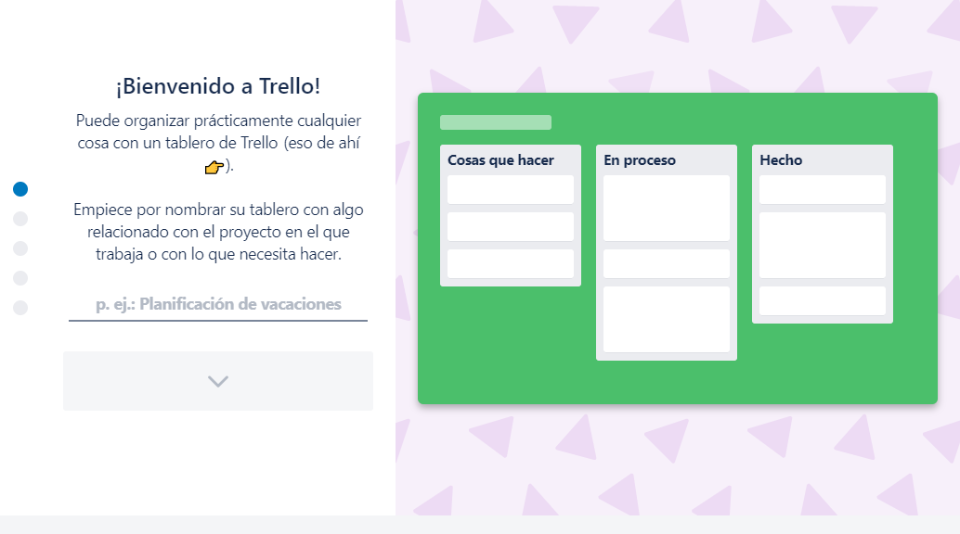 ¡Bienvenido a Trello!
Puede organizar prácticamente cualquier
cosa con un tablero de Trello (eso de ahí
👉).
Empiece por nombrar su tablero con algo
relacionado con el proyecto en el que
trabaja o con lo que necesita hacer.
p. ej.: Planificación de vacaciones
Cosas que hacer
En proceso
Hecho